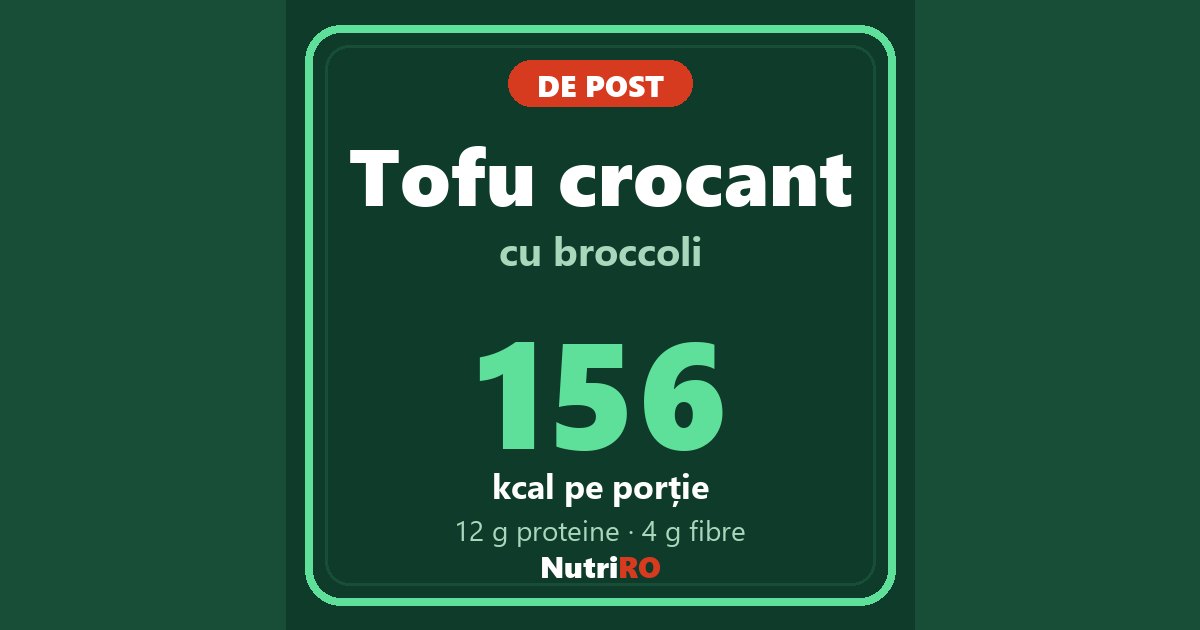 DE POST
Tofu crocant
cu broccoli
156
kcal pe porție
12 g proteine · 4 g fibre
NutriRO